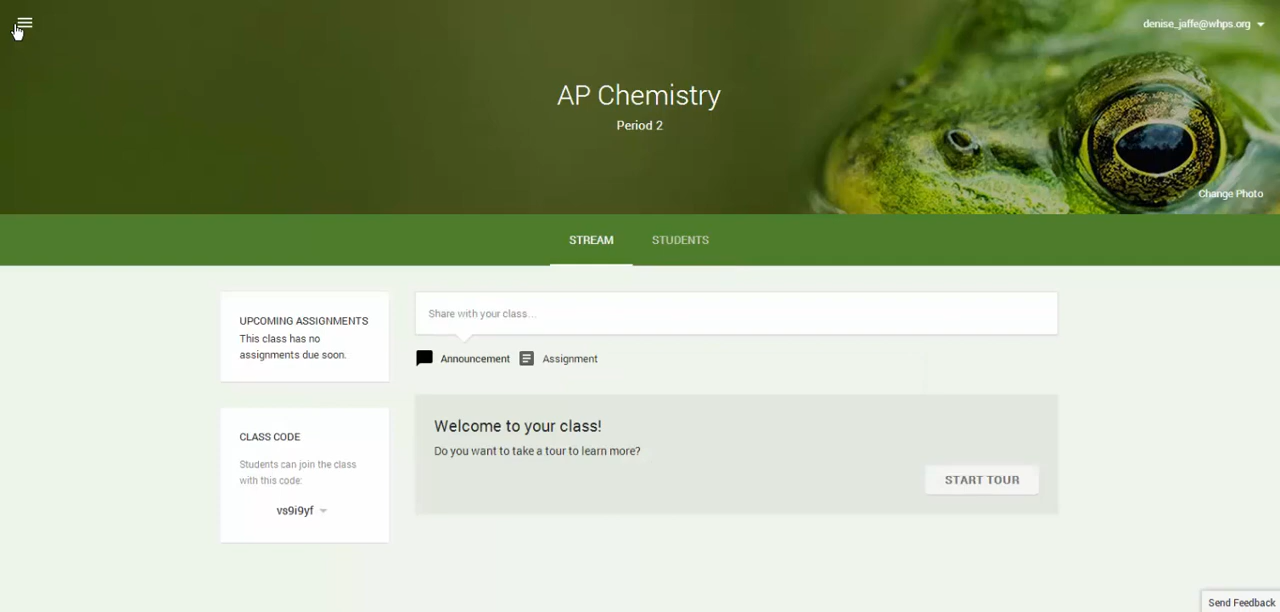 denise_jaffe@whps.org
AP Chemistry
Period 2
Change Photo
STREAM STUDENTS
UPCOMING ASSIGNMENTS
This class has no
assignments due soon.
Share with your class...
Announcement Assignment
CLASS CODE
Students can join the class
with this code:
vs9i9yf
Welcome to your class!
Do you want to take a tour to learn more?
START TOUR
Send Feedback